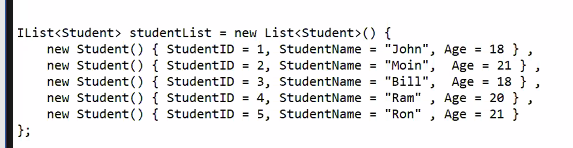 IList<Student> studentList = new List<Student>() {
    new Student() { StudentID = 1, StudentName = "John", Age = 18 } ,
    new Student() { StudentID = 2, StudentName = "Moin",  Age = 21 } ,
    new Student() { StudentID = 3, StudentName = "Bill",  Age = 18 } ,
    new Student() { StudentID = 4, StudentName = "Ram" , Age = 20 } ,
    new Student() { StudentID = 5, StudentName = "Ron" , Age = 21 }
};